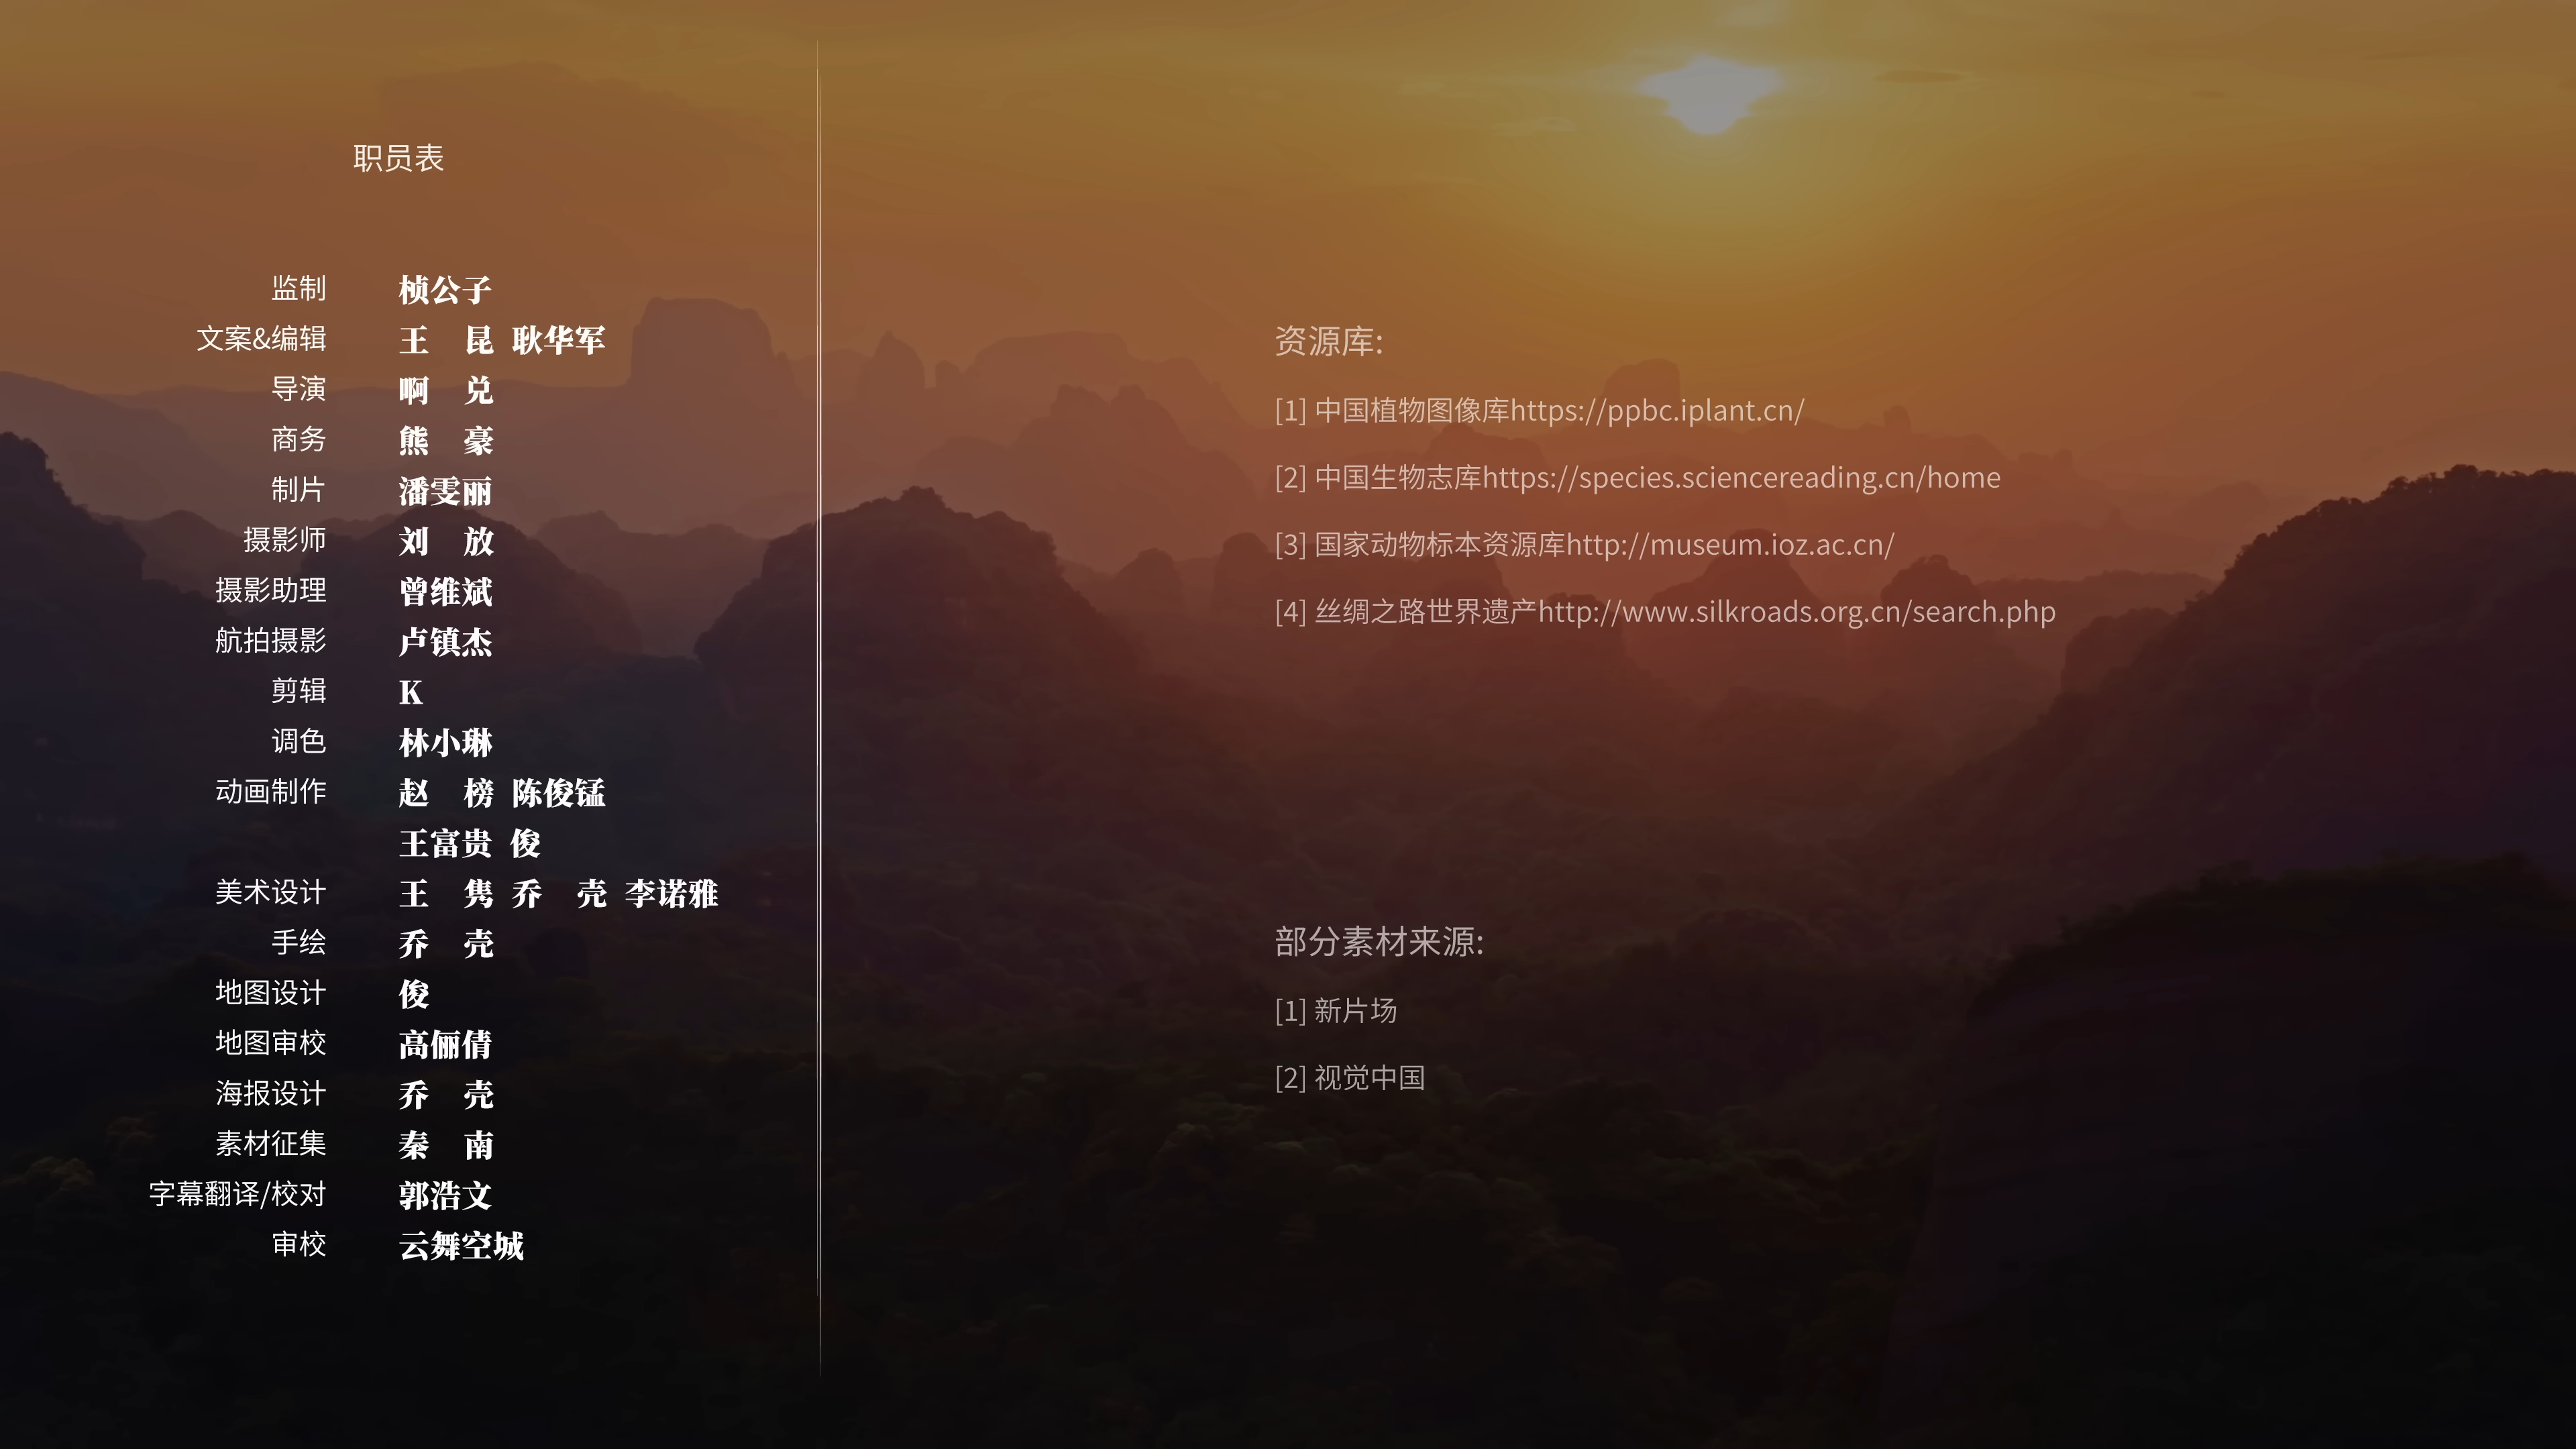 职员表
监制 桢公子
文案&编辑 王 昆 耿华军
导演 啊 兑
商务 熊 豪
制片 潘雯丽
摄影师 刘 放
摄影助理 曾维斌
航拍摄影 卢镇杰
剪辑 K
调色 林小琳
动画制作 赵 榜 陈俊锰
王富贵 俊
美术设计 王 隽 乔 壳 李诺雅
手绘 乔 壳
地图设计 俊
地图审校 高俪倩
海报设计 乔 壳
素材征集 秦 南
字幕翻译/校对 郭浩文
审校 云舞空城
资源库:
[1] 中国植物图像库https://ppbc.iplant.cn/
[2] 中国生物志库https://species.sciencereading.cn/home
[3] 国家动物标本资源库http://museum.ioz.ac.cn/
[4] 丝绸之路世界遗产http://www.silkroads.org.cn/search.php
部分素材来源:
[1] 新片场
[2] 视觉中国